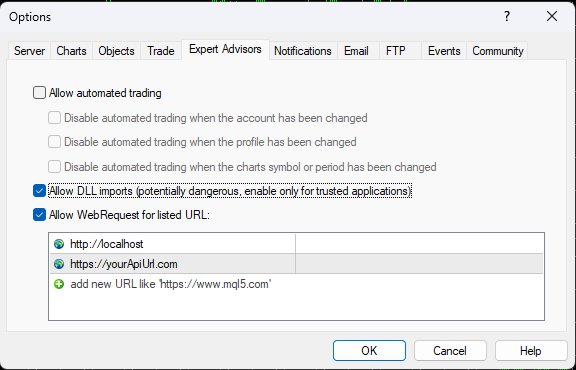 Options
Server Charts Objects Trade Expert Advisors Notifications Email FTP Events Community
Allow automated trading
Disable automated trading when the account has been changed
Disable automated trading when the profile has been changed
Disable automated trading when the charts symbol or period has been changed
Allow DLL imports (potentially dangerous, enable only for trusted applications)
Allow WebRequest for listed URL:
http://localhost
https://yourApiUrl.com
add new URL like 'https://www.mql5.com'
OK Cancel Help